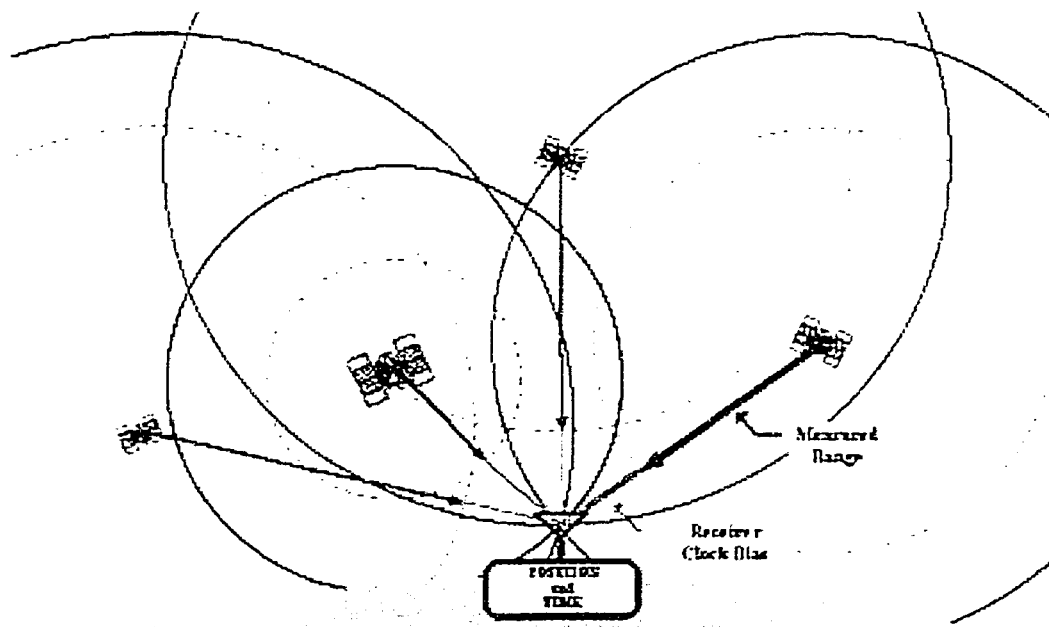 Measured
Range
Receiver
Clock Bias
POSITION
and
TIME